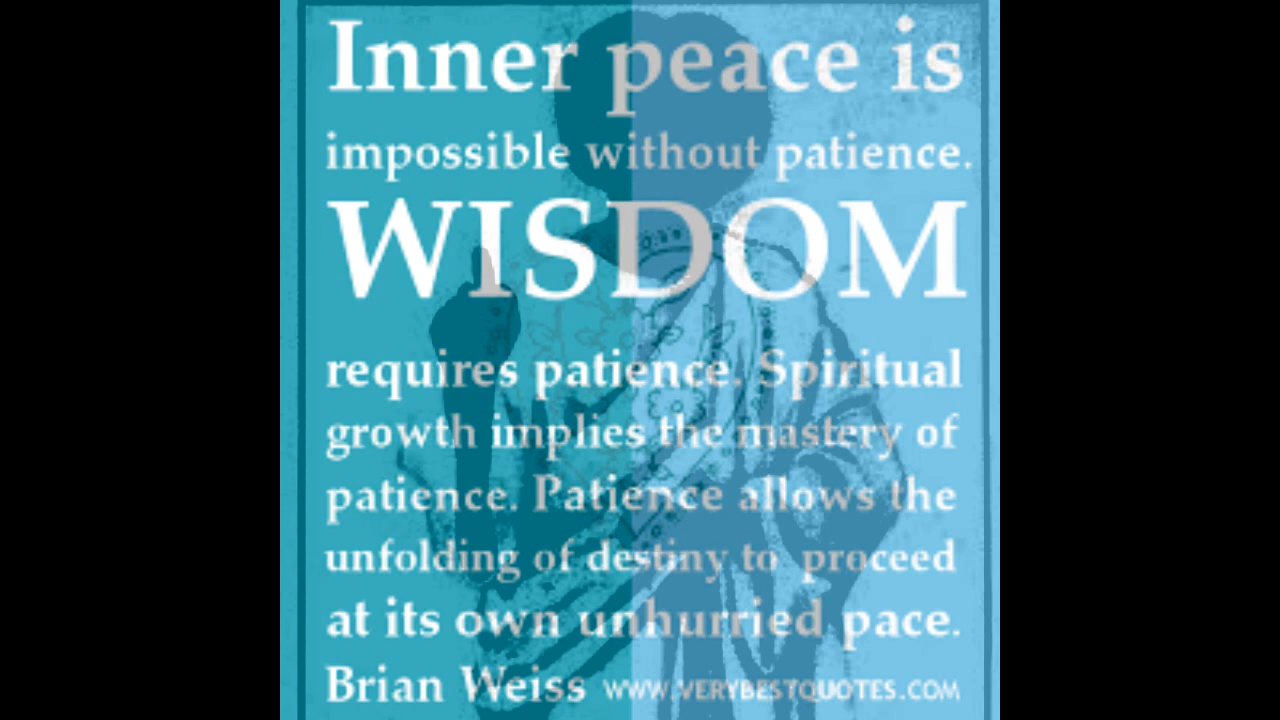 Inner peace is
impossible without patience.
WISDOM
requires patience. Spiritual
growth implies the mastery of
patience. Patience allows the
unfolding of destiny to proceed
at its own unhurried pace.
Brian Weiss WWW.VERYBESTQUOTES.COM